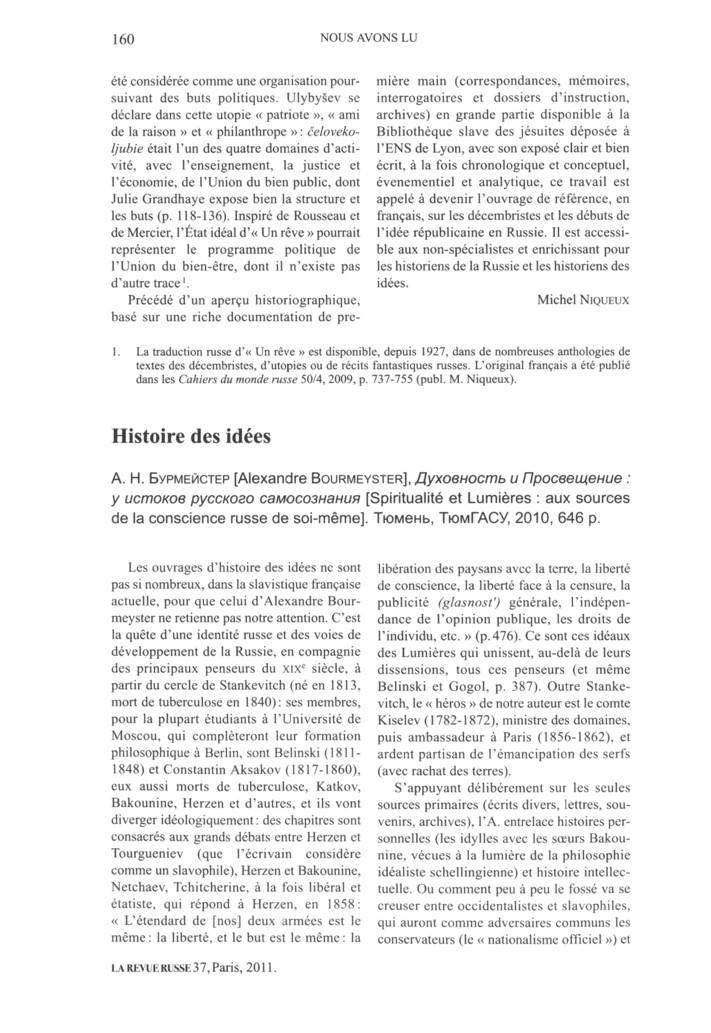 160
NOUS AVONS LU
été considérée comme une organisation pour-
suivant des buts politiques. Ulybyšev se
déclare dans cette utopie « patriote », « ami
de la raison » et « philanthrope » : čeloveko-
ljubie était l'un des quatre domaines d'acti-
vité, avec l'enseignement, la justice et
l'économie, de l'Union du bien public, dont
Julie Grandhaye expose bien la structure et
les buts (p. 118-136). Inspiré de Rousseau et
de Mercier, l'État idéal d'« Un rêve » pourrait
représenter le programme politique de
l'Union du bien-être, dont il n'existe pas
d'autre trace 1.
Précédé d'un aperçu historiographique,
basé sur une riche documentation de pre-
mière main (correspondances, mémoires,
interrogatoires et dossiers d'instruction,
archives) en grande partie disponible à la
Bibliothèque slave des jésuites déposée à
l'ENS de Lyon, avec son exposé clair et bien
écrit, à la fois chronologique et conceptuel,
évenementiel et analytique, ce travail est
appelé à devenir l'ouvrage de référence, en
français, sur les décembristes et les débuts de
l'idée républicaine en Russie. Il est accessi-
ble aux non-spécialistes et enrichissant pour
les historiens de la Russie et les historiens des
idées.
Michel NIQUEUX
1. La traduction russe d'« Un rêve » est disponible, depuis 1927, dans de nombreuses anthologies de
textes des décembristes, d'utopies ou de récits fantastiques russes. L'original français a été publié
dans les Cahiers du monde russe 50/4, 2009, p. 737-755 (publ. M. Niqueux).
Histoire des idées
А. Н. БУРМЕЙСТЕР [Alexandre BOURMEYSTER], Духовность и Просвещение :
у истоков русского самосознания [Spiritualité et Lumières : aux sources
de la conscience russe de soi-même]. Тюмень, ТюмГАСУ, 2010, 646 p.
Les ouvrages d'histoire des idées ne sont
pas si nombreux, dans la slavistique française
actuelle, pour que celui d'Alexandre Bour-
meyster ne retienne pas notre attention. C'est
la quête d'une identité russe et des voies de
développement de la Russie, en compagnie
des principaux penseurs du XIXe siècle, à
partir du cercle de Stankevitch (né en 1813,
mort de tuberculose en 1840) : ses membres,
pour la plupart étudiants à l'Université de
Moscou, qui complèteront leur formation
philosophique à Berlin, sont Belinski (1811-
1848) et Constantin Aksakov (1817-1860),
eux aussi morts de tuberculose, Katkov,
Bakounine, Herzen et d'autres, et ils vont
diverger idéologiquement : des chapitres sont
consacrés aux grands débats entre Herzen et
Tourgueniev (que l'écrivain considère
comme un slavophile), Herzen et Bakounine,
Netchaev, Tchitcherine, à la fois libéral et
étatiste, qui répond à Herzen, en 1858 :
« L'étendard de [nos] deux armées est le
même : la liberté, et le but est le même : la
libération des paysans avec la terre, la liberté
de conscience, la liberté face à la censure, la
publicité (glasnost') générale, l'indépen-
dance de l'opinion publique, les droits de
l'individu, etc. » (p. 476). Ce sont ces idéaux
des Lumières qui unissent, au-delà de leurs
dissensions, tous ces penseurs (et même
Belinski et Gogol, p. 387). Outre Stanke-
vitch, le « héros » de notre auteur est le comte
Kiselev (1782-1872), ministre des domaines,
puis ambassadeur à Paris (1856-1862), et
ardent partisan de l'émancipation des serfs
(avec rachat des terres).
S'appuyant délibérement sur les seules
sources primaires (écrits divers, lettres, sou-
venirs, archives), l'A. entrelace histoires per-
sonnelles (les idylles avec les sœurs Bakou-
nine, vécues à la lumière de la philosophie
idéaliste schellingienne) et histoire intellec-
tuelle. Ou comment peu à peu le fossé va se
creuser entre occidentalistes et slavophiles,
qui auront comme adversaires communs les
conservateurs (le « nationalisme officiel ») et
LA REVUE RUSSE 37, Paris, 2011.